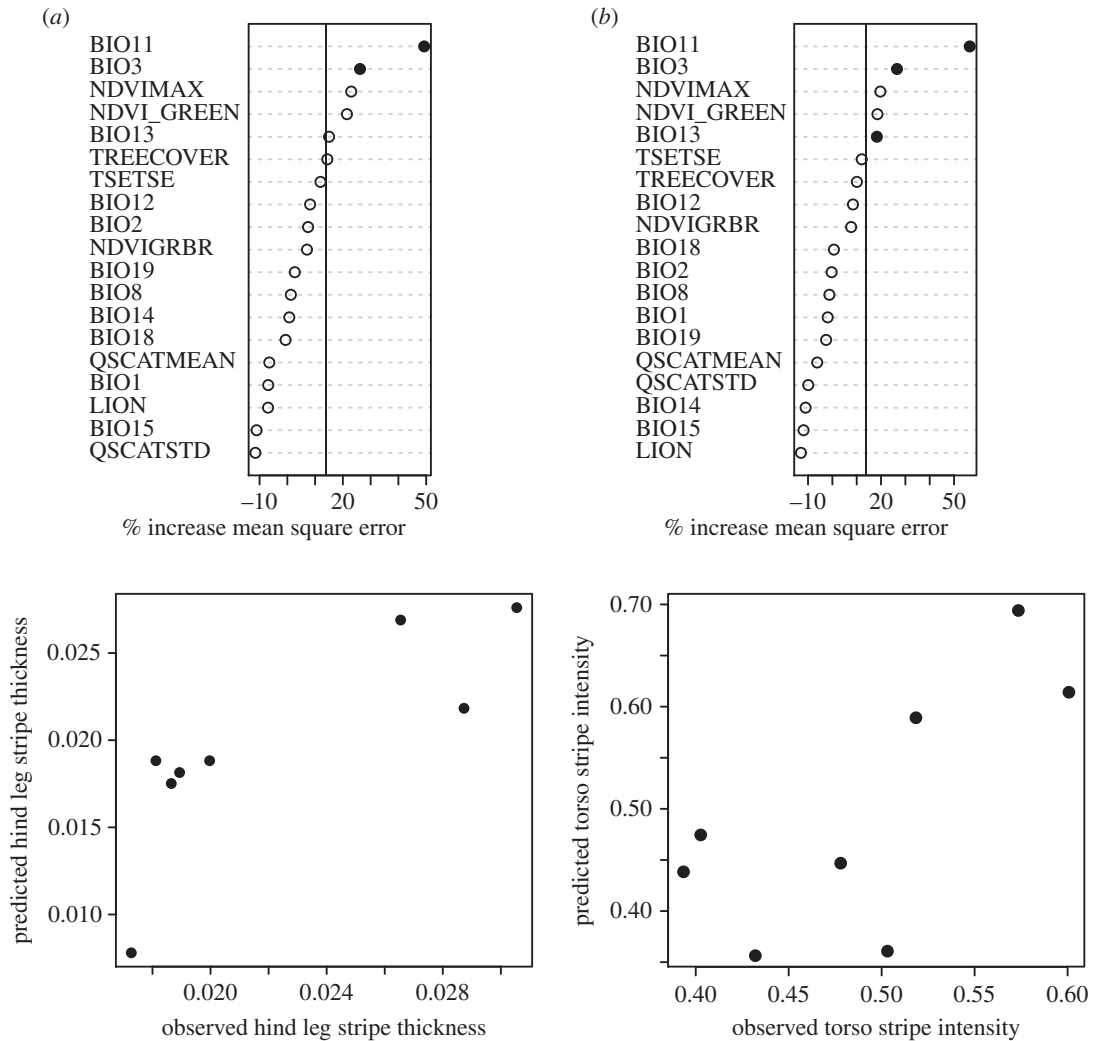 (a)
BIO11
BIO3
NDVIMAX
NDVI_GREEN
BIO13
TREECOVER
TSETSE
BIO12
BIO2
NDVIGRBR
BIO19
BIO8
BIO14
BIO18
QSCATMEAN
BIO1
LION
BIO15
QSCATSTD
–10 20 50
% increase mean square error
(b)
BIO11
BIO3
NDVIMAX
NDVI_GREEN
BIO13
TSETSE
TREECOVER
BIO12
NDVIGRBR
BIO18
BIO2
BIO8
BIO1
BIO19
QSCATMEAN
QSCATSTD
BIO14
BIO15
LION
–10 20 50
% increase mean square error
predicted hind leg stripe thickness
0.025
0.020
0.015
0.010
0.020 0.024 0.028
observed hind leg stripe thickness
predicted torso stripe intensity
0.70
0.60
0.50
0.40
0.40 0.45 0.50 0.55 0.60
observed torso stripe intensity